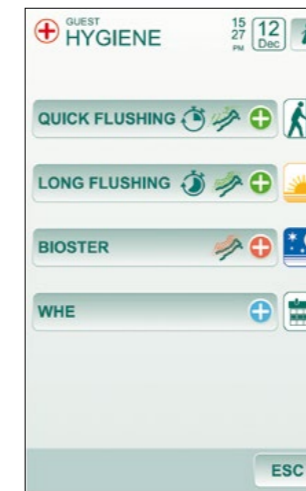 GUEST
HYGIENE
15
27
PM
12
Dec
QUICK FLUSHING
LONG FLUSHING
BIOSTER
WHE
ESC